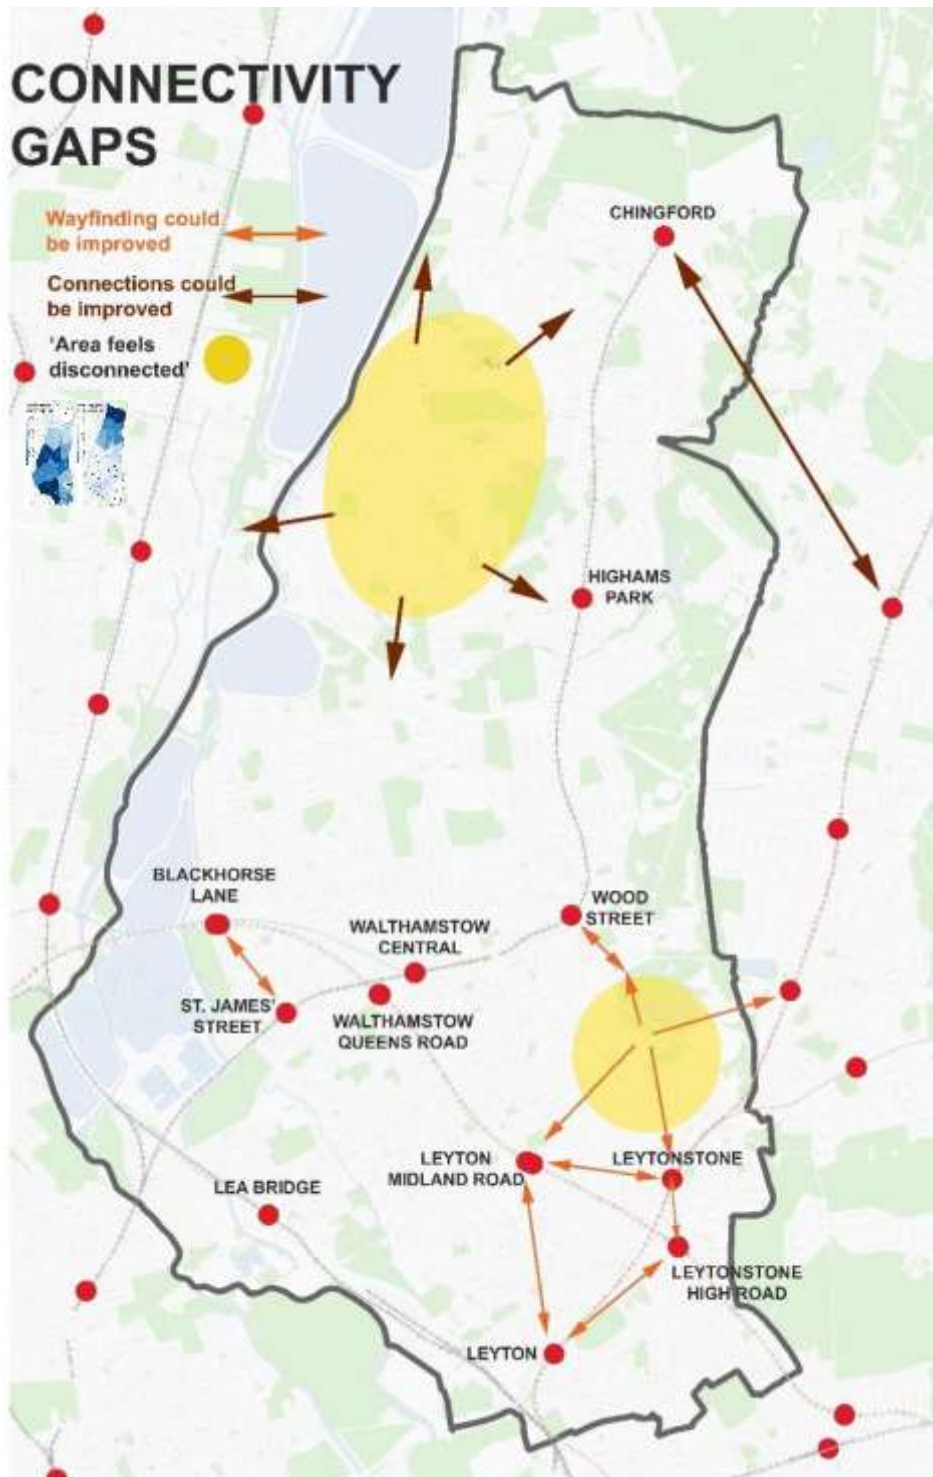 CONNECTIVITY
GAPS
Wayfinding could
be improved
Connections could
be improved
'Area feels
disconnected'
CHINGFORD
HIGHAMS
PARK
BLACKHORSE
LANE
WOOD
STREET
WALTHAMSTOW
CENTRAL
ST. JAMES'
STREET
WALTHAMSTOW
QUEENS ROAD
LEYTON
MIDLAND ROAD
LEYTONSTONE
LEA BRIDGE
LEYTONSTONE
HIGH ROAD
LEYTON